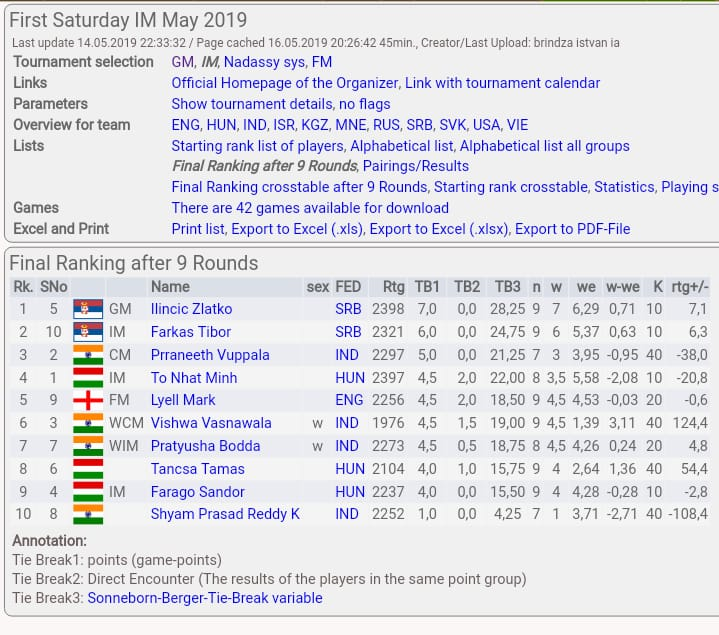 First Saturday IM May 2019
Last update 14.05.2019 22:33:32 / Page cached 16.05.2019 20:26:42 45min., Creator/Last Upload: brindza istvan ia
Tournament selection GM, IM, Nadassy sys, FM
Links Official Homepage of the Organizer, Link with tournament calendar
Parameters Show tournament details, no flags
Overview for team ENG, HUN, IND, ISR, KGZ, MNE, RUS, SRB, SVK, USA, VIE
Lists Starting rank list of players, Alphabetical list, Alphabetical list all groups
Final Ranking after 9 Rounds, Pairings/Results
Final Ranking crosstable after 9 Rounds, Starting rank crosstable, Statistics, Playing s
Games There are 42 games available for download
Excel and Print Print list, Export to Excel (.xls), Export to Excel (.xlsx), Export to PDF-File
Final Ranking after 9 Rounds
Rk. SNo Name sex FED Rtg TB1 TB2 TB3 n w we w-we K rtg+/-
1 5 GM Ilincic Zlatko SRB 2398 7,0 0,0 28,25 9 7 6,29 0,71 10 7,1
2 10 IM Farkas Tibor SRB 2321 6,0 0,0 24,75 9 6 5,37 0,63 10 6,3
3 2 CM Prraneeth Vuppala IND 2297 5,0 0,0 21,25 7 3 3,95 -0,95 40 -38,0
4 1 IM To Nhat Minh HUN 2397 4,5 2,0 22,00 8 3,5 5,58 -2,08 10 -20,8
5 9 FM Lyell Mark ENG 2256 4,5 2,0 18,50 9 4,5 4,53 -0,03 20 -0,6
6 3 WCM Vishwa Vasnawala w IND 1976 4,5 1,5 19,00 9 4,5 1,39 3,11 40 124,4
7 7 WIM Pratyusha Bodda w IND 2273 4,5 0,5 18,75 8 4,5 4,26 0,24 20 4,8
8 6 Tancsa Tamas HUN 2104 4,0 1,0 15,75 9 4 2,64 1,36 40 54,4
9 4 IM Farago Sandor HUN 2237 4,0 0,0 15,50 9 4 4,28 -0,28 10 -2,8
10 8 Shyam Prasad Reddy K IND 2252 1,0 0,0 4,25 7 1 3,71 -2,71 40 -108,4
Annotation:
Tie Break1: points (game-points)
Tie Break2: Direct Encounter (The results of the players in the same point group)
Tie Break3: Sonneborn-Berger-Tie-Break variable